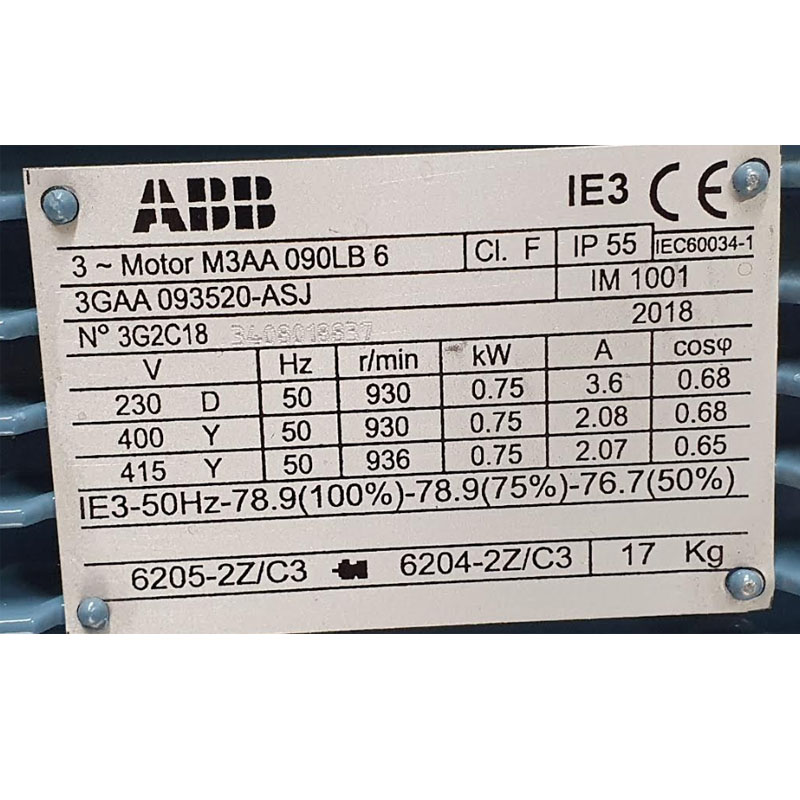 ABB IE3 CE
3 ~ Motor M3AA 090LB 6 Cl. F IP 55 IEC60034-1
3GAA 093520-ASJ IM 1001
Nº 3G2C18 2018
V Hz r/min kW A cosφ
230 D 50 930 0.75 3.6 0.68
400 Y 50 930 0.75 2.08 0.68
415 Y 50 936 0.75 2.07 0.65
IE3-50Hz-78.9(100%)-78.9(75%)-76.7(50%)
6205-2Z/C3 6204-2Z/C3 17 Kg